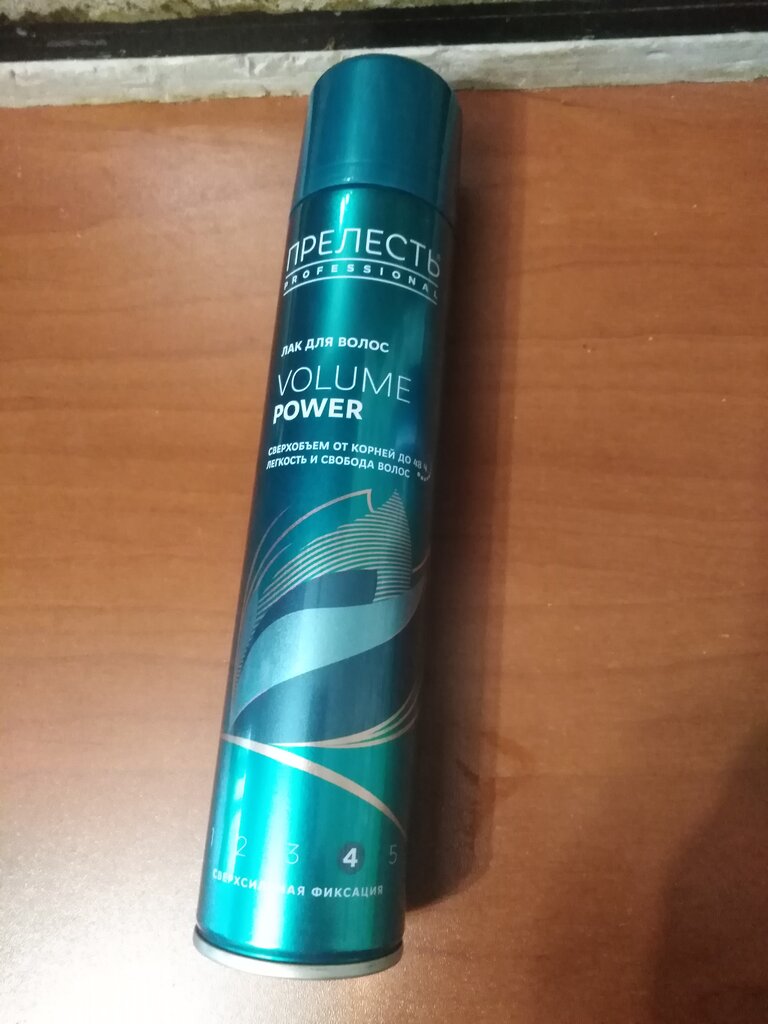 ПРЕЛЕСТЬ
PROFESSIONAL
ЛАК ДЛЯ ВОЛОС
VOLUME
POWER
СВЕРХОБЪЕМ ОТ КОРНЕЙ ДО 48 Ч
ЛЕГКОСТЬ И СВОБОДА ВОЛОС
1 2 3 4 5
СВЕРХСИЛЬНАЯ ФИКСАЦИЯ